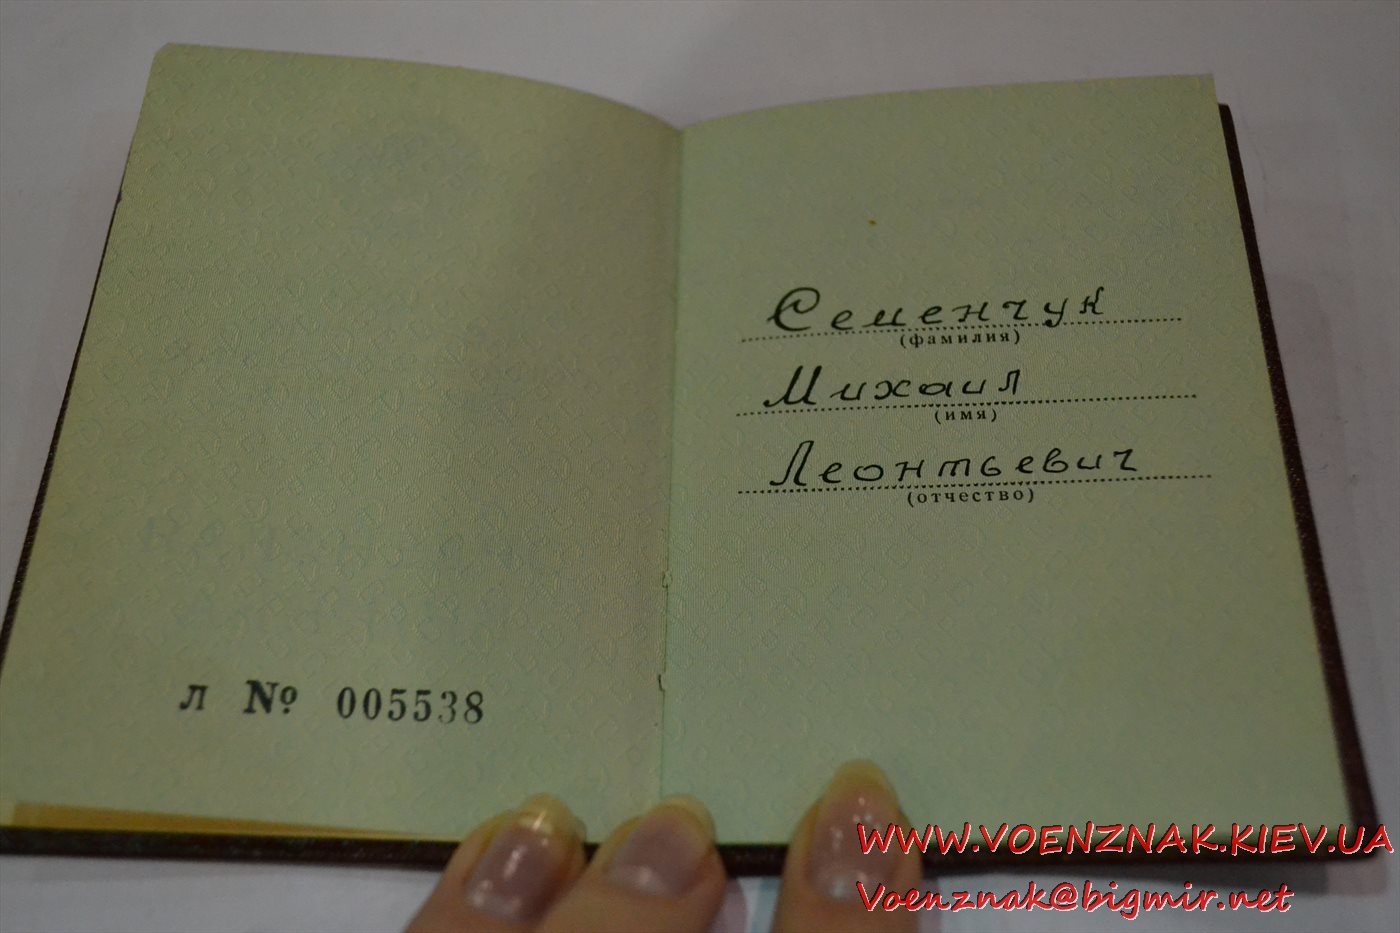 Л № 005538
Семенчук
(фамилия)
Михаил
(имя)
Леонтьевич
(отчество)
WWW.VOENZNAK.KIEV.UA
Voenznak@bigmir.net